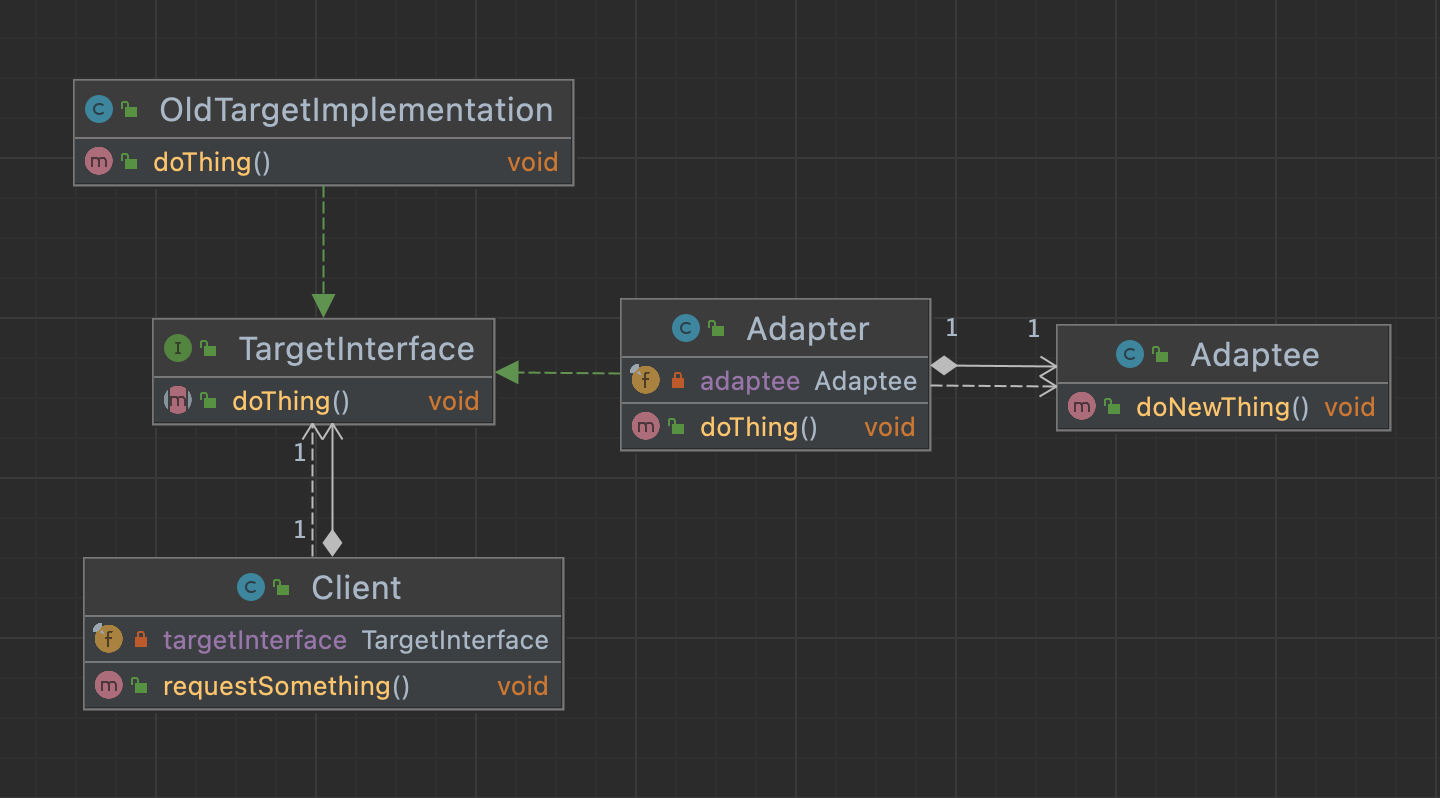 C OldTargetImplementation
m doThing() void
I TargetInterface
m doThing() void
C Adapter
f adaptee Adaptee
m doThing() void
1 1
C Adaptee
m doNewThing() void
1
1
C Client
f targetInterface TargetInterface
m requestSomething() void